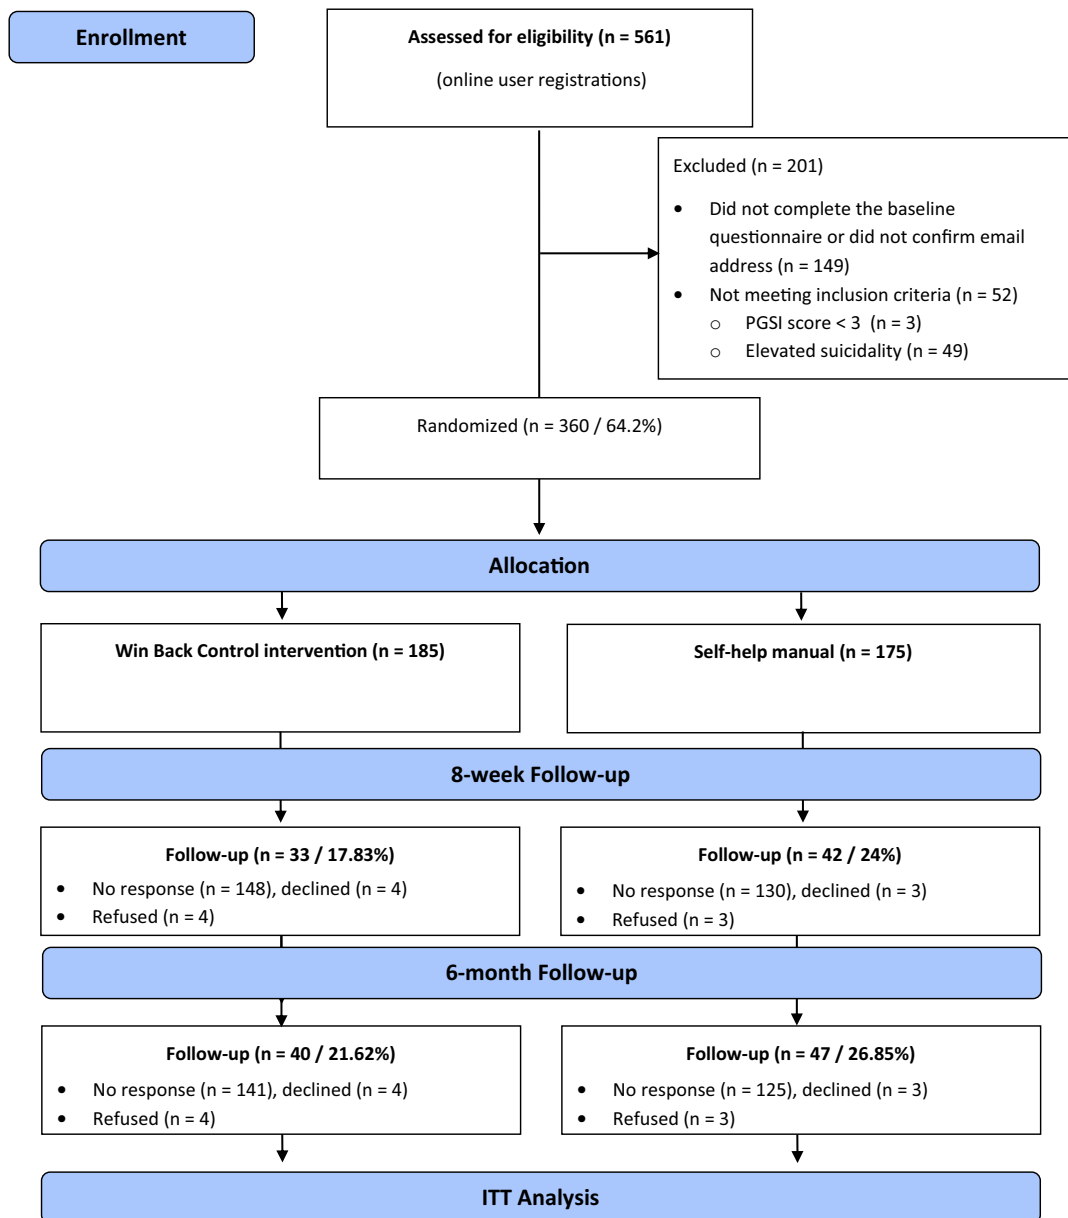 Enrollment
Assessed for eligibility (n = 561)
(online user registrations)
Excluded (n = 201)
• Did not complete the baseline
questionnaire or did not confirm email
address (n = 149)
• Not meeting inclusion criteria (n = 52)
o PGSI score < 3 (n = 3)
o Elevated suicidality (n = 49)
Randomized (n = 360 / 64.2%)
Allocation
Win Back Control intervention (n = 185)
Self-help manual (n = 175)
8-week Follow-up
Follow-up (n = 33 / 17.83%)
• No response (n = 148), declined (n = 4)
• Refused (n = 4)
Follow-up (n = 42 / 24%)
• No response (n = 130), declined (n = 3)
• Refused (n = 3)
6-month Follow-up
Follow-up (n = 40 / 21.62%)
• No response (n = 141), declined (n = 4)
• Refused (n = 4)
Follow-up (n = 47 / 26.85%)
• No response (n = 125), declined (n = 3)
• Refused (n = 3)
ITT Analysis